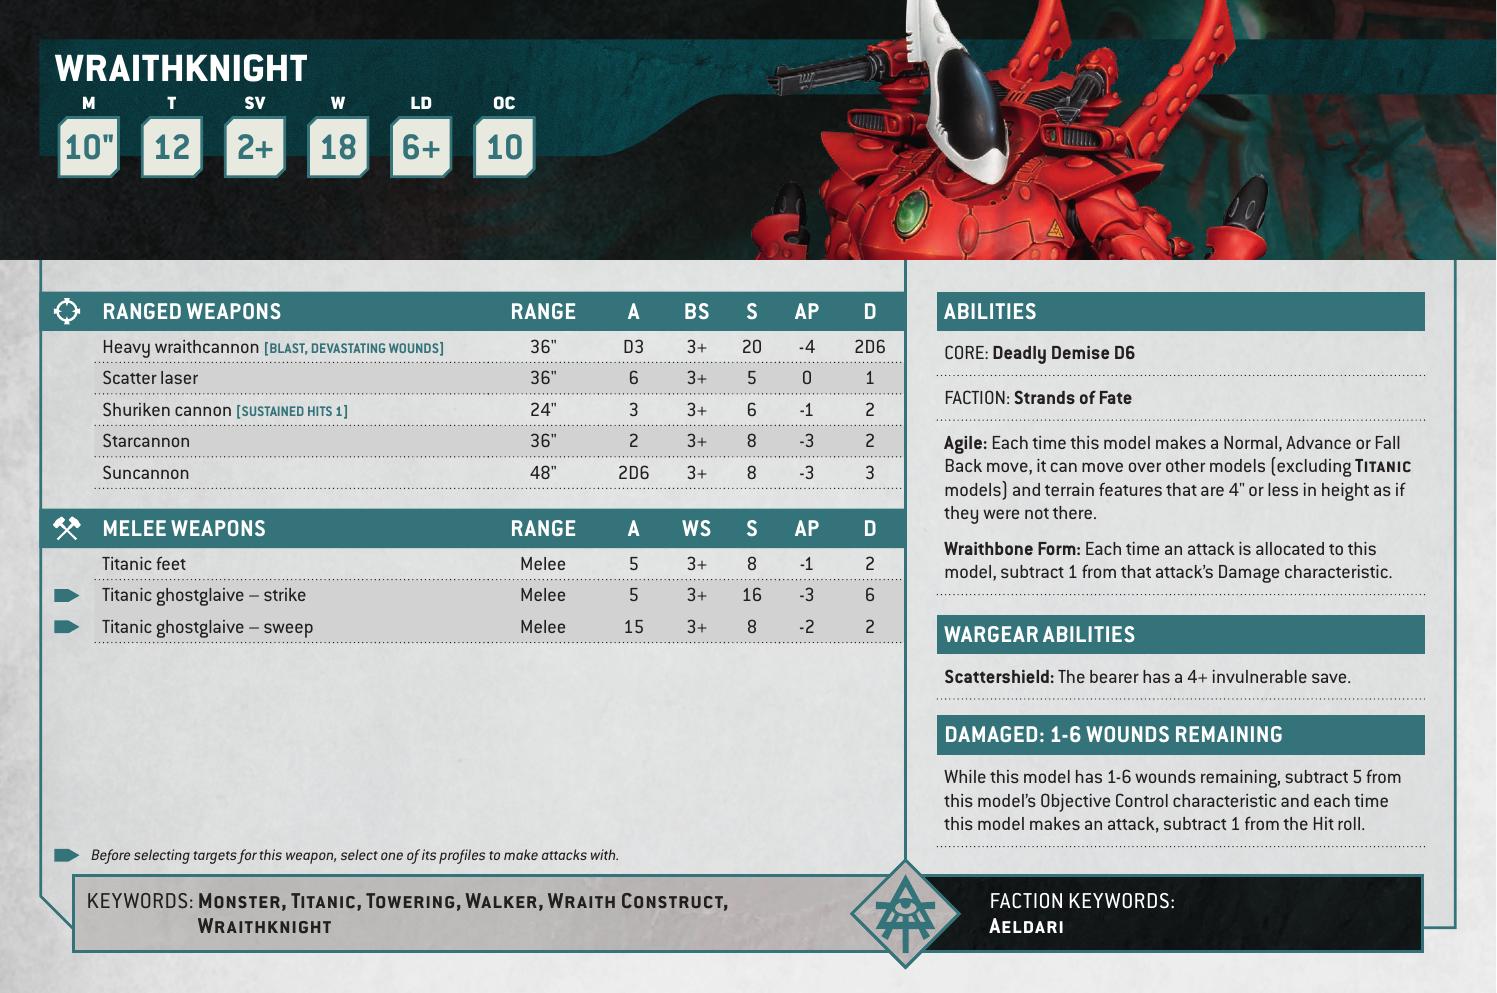 WRAITHKNIGHT
M T SV W LD OC
10" 12 2+ 18 6+ 10
RANGED WEAPONS RANGE A BS S AP D
Heavy wraithcannon [BLAST, DEVASTATING WOUNDS] 36" D3 3+ 20 -4 2D6
Scatter laser 36" 6 3+ 5 0 1
Shuriken cannon [SUSTAINED HITS 1] 24" 3 3+ 6 -1 2
Starcannon 36" 2 3+ 8 -3 2
Suncannon 48" 2D6 3+ 8 -3 3
MELEE WEAPONS RANGE A WS S AP D
Titanic feet Melee 5 3+ 8 -1 2
Titanic ghostglaive – strike Melee 5 3+ 16 -3 6
Titanic ghostglaive – sweep Melee 15 3+ 8 -2 2
Before selecting targets for this weapon, select one of its profiles to make attacks with.
ABILITIES
CORE: Deadly Demise D6
FACTION: Strands of Fate
Agile: Each time this model makes a Normal, Advance or Fall
Back move, it can move over other models (excluding TITANIC
models) and terrain features that are 4" or less in height as if
they were not there.
Wraithbone Form: Each time an attack is allocated to this
model, subtract 1 from that attack's Damage characteristic.
WARGEAR ABILITIES
Scattershield: The bearer has a 4+ invulnerable save.
DAMAGED: 1-6 WOUNDS REMAINING
While this model has 1-6 wounds remaining, subtract 5 from
this model's Objective Control characteristic and each time
this model makes an attack, subtract 1 from the Hit roll.
KEYWORDS: MONSTER, TITANIC, TOWERING, WALKER, WRAITH CONSTRUCT,
WRAITHKNIGHT
FACTION KEYWORDS:
AELDARI